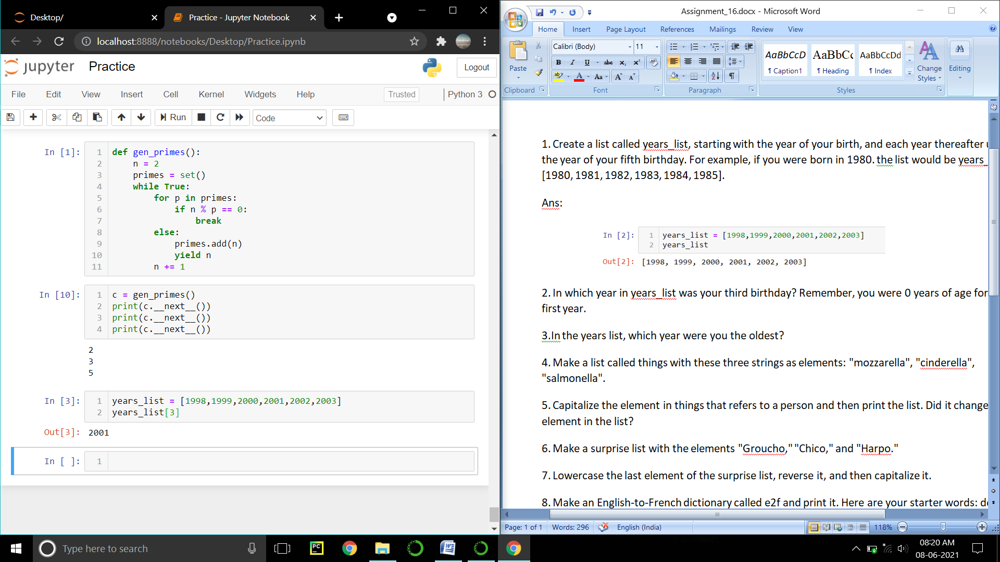 Desktop/
Practice - Jupyter Notebook
localhost:8888/notebooks/Desktop/Practice.ipynb
jupyter Practice
Logout
File Edit View Insert Cell Kernel Widgets Help
Trusted
Python 3
Run
Code
In [1]:
1 def gen_primes():
2 n = 2
3 primes = set()
4 while True:
5 for p in primes:
6 if n % p == 0:
7 break
8 else:
9 primes.add(n)
10 yield n
11 n += 1
In [10]:
1 c = gen_primes()
2 print(c.__next__())
3 print(c.__next__())
4 print(c.__next__())
2
3
5
In [3]:
1 years_list = [1998,1999,2000,2001,2002,2003]
2 years_list[3]
Out[3]: 2001
In [ ]: 1
Assignment_16.docx - Microsoft Word
Home Insert Page Layout References Mailings Review View
Paste
Clipboard
Calibri (Body) 11
B I U abc x₂ x²
ab A Aa A A
Font
Paragraph
AaBbCcD AaBbCc AaBbCcDd
¶ Caption1 ¶ Heading ¶ Index
Change Styles
Editing
Styles
1. Create a list called years_list, starting with the year of your birth, and each year thereafter u
the year of your fifth birthday. For example, if you were born in 1980. the list would be years_
[1980, 1981, 1982, 1983, 1984, 1985].
Ans:
In [2]:
1 years_list = [1998,1999,2000,2001,2002,2003]
2 years_list
Out[2]: [1998, 1999, 2000, 2001, 2002, 2003]
2. In which year in years_list was your third birthday? Remember, you were 0 years of age for
first year.
3.In the years list, which year were you the oldest?
4. Make a list called things with these three strings as elements: "mozzarella", "cinderella",
"salmonella".
5. Capitalize the element in things that refers to a person and then print the list. Did it change
element in the list?
6. Make a surprise list with the elements "Groucho," "Chico," and "Harpo."
7. Lowercase the last element of the surprise list, reverse it, and then capitalize it.
8. Make an English-to-French dictionary called e2f and print it. Here are your starter words: d
Page: 1 of 1 Words: 296 English (India) 118%
Type here to search
PC
W
08:20 AM
08-06-2021